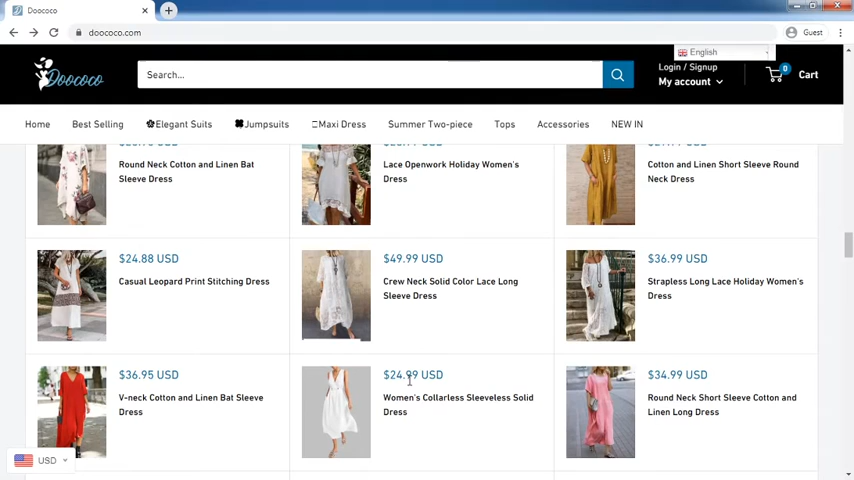 Doococo
doococo.com
Guest
English
Doococo
Search...
Login / Signup
My account
0
Cart
Home
Best Selling
Elegant Suits
Jumpsuits
Maxi Dress
Summer Two-piece
Tops
Accessories
NEW IN
Round Neck Cotton and Linen Bat
Sleeve Dress
Lace Openwork Holiday Women's
Dress
Cotton and Linen Short Sleeve Round
Neck Dress
$24.88 USD
Casual Leopard Print Stitching Dress
$49.99 USD
Crew Neck Solid Color Lace Long
Sleeve Dress
$36.99 USD
Strapless Long Lace Holiday Women's
Dress
$36.95 USD
V-neck Cotton and Linen Bat Sleeve
Dress
$24.99 USD
Women's Collarless Sleeveless Solid
Dress
$34.99 USD
Round Neck Short Sleeve Cotton and
Linen Long Dress
USD